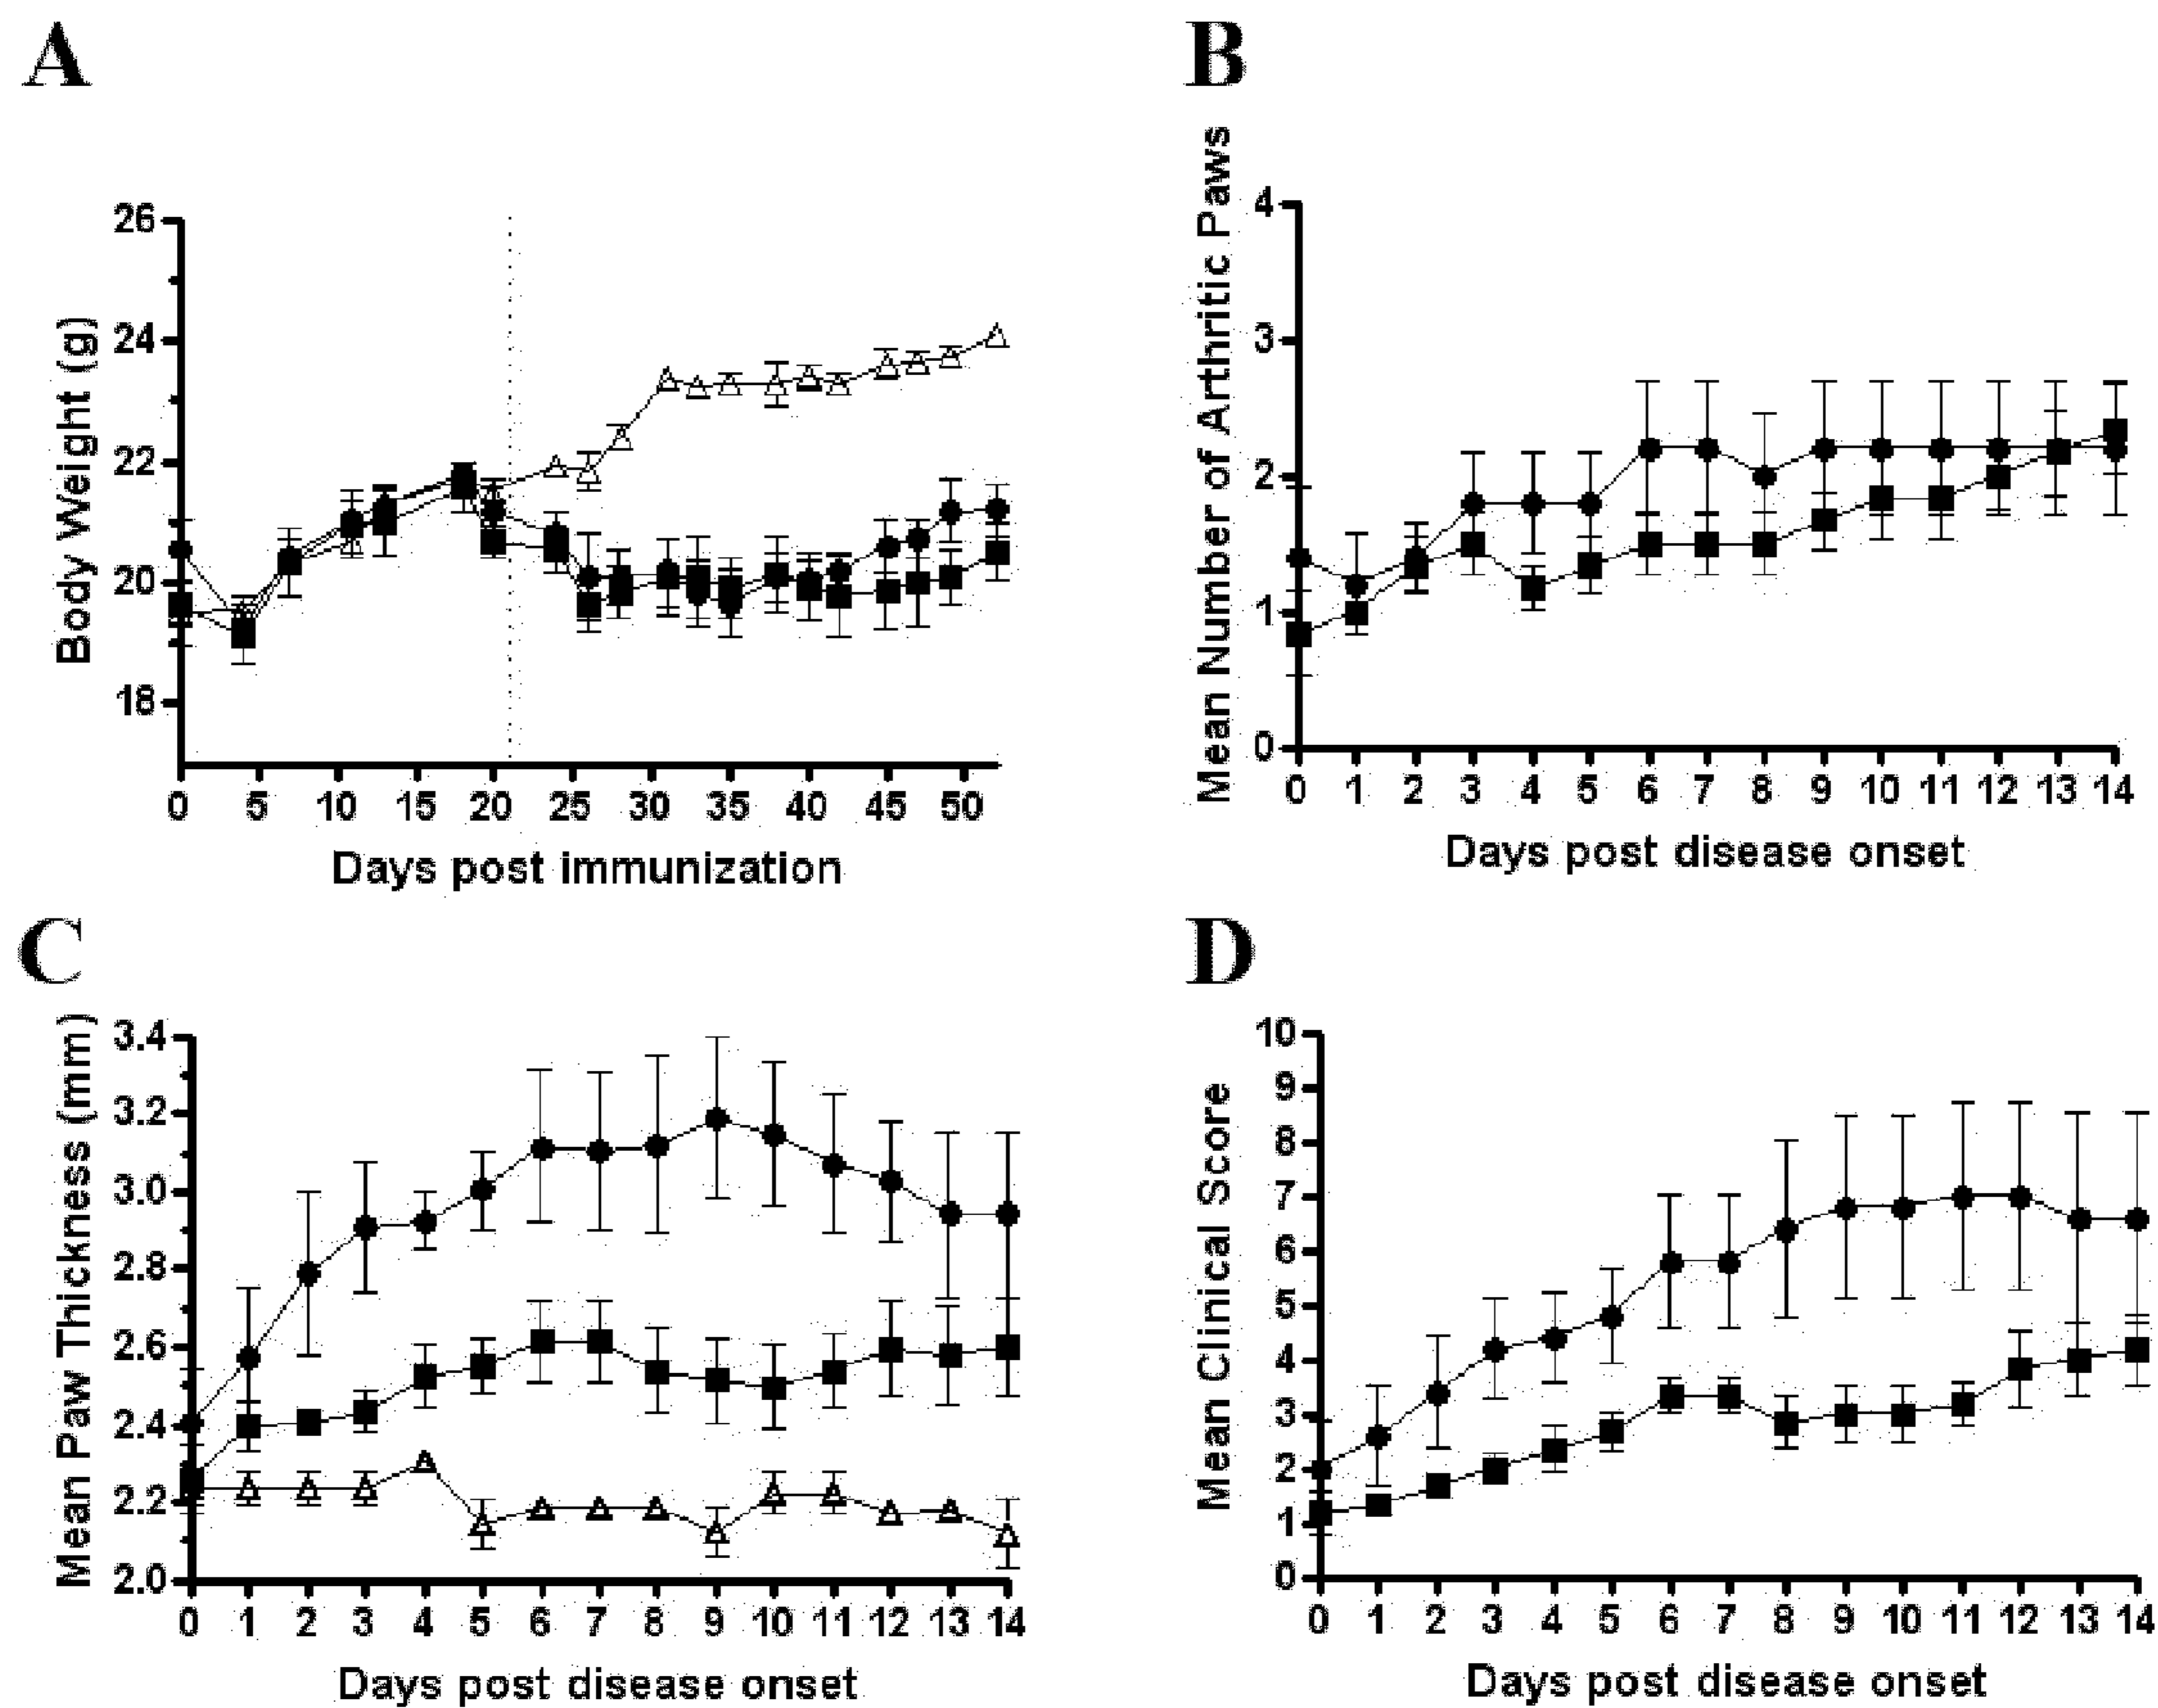 A
B
Body Weight (g)
26
24
22
20
18
0 5 10 15 20 25 30 35 40 45 50
Days post immunization
Mean Number of Arthritic Paws
4
3
2
1
0
0 1 2 3 4 5 6 7 8 9 10 11 12 13 14
Days post disease onset
C
D
Mean Paw Thickness (mm)
3.4
3.2
3.0
2.8
2.6
2.4
2.2
2.0
0 1 2 3 4 5 6 7 8 9 10 11 12 13 14
Days post disease onset
Mean Clinical Score
10
9
8
7
6
5
4
3
2
1
0
0 1 2 3 4 5 6 7 8 9 10 11 12 13 14
Days post disease onset